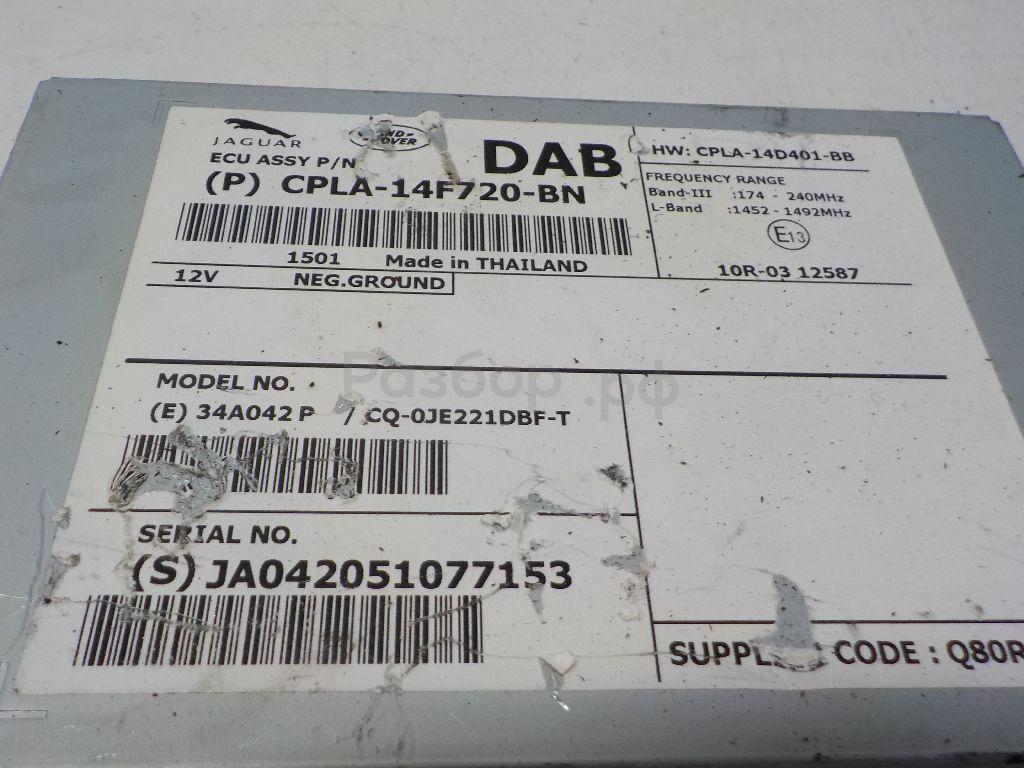 JAGUAR
ROVER
DAB
ECU ASSY P/N
(P) CPLA-14F720-BN
1501 Made in THAILAND
12V NEG.GROUND
HW: CPLA-14D401-BB
FREQUENCY RANGE
Band-III :174 - 240MHz
L-Band :1452 - 1492MHz
E13
10R-03 12587
Разбор.рф
MODEL NO.
(E) 34A042 P / CQ-0JE221DBF-T
SERIAL NO.
(S) JA042051077153
CODE : Q80R